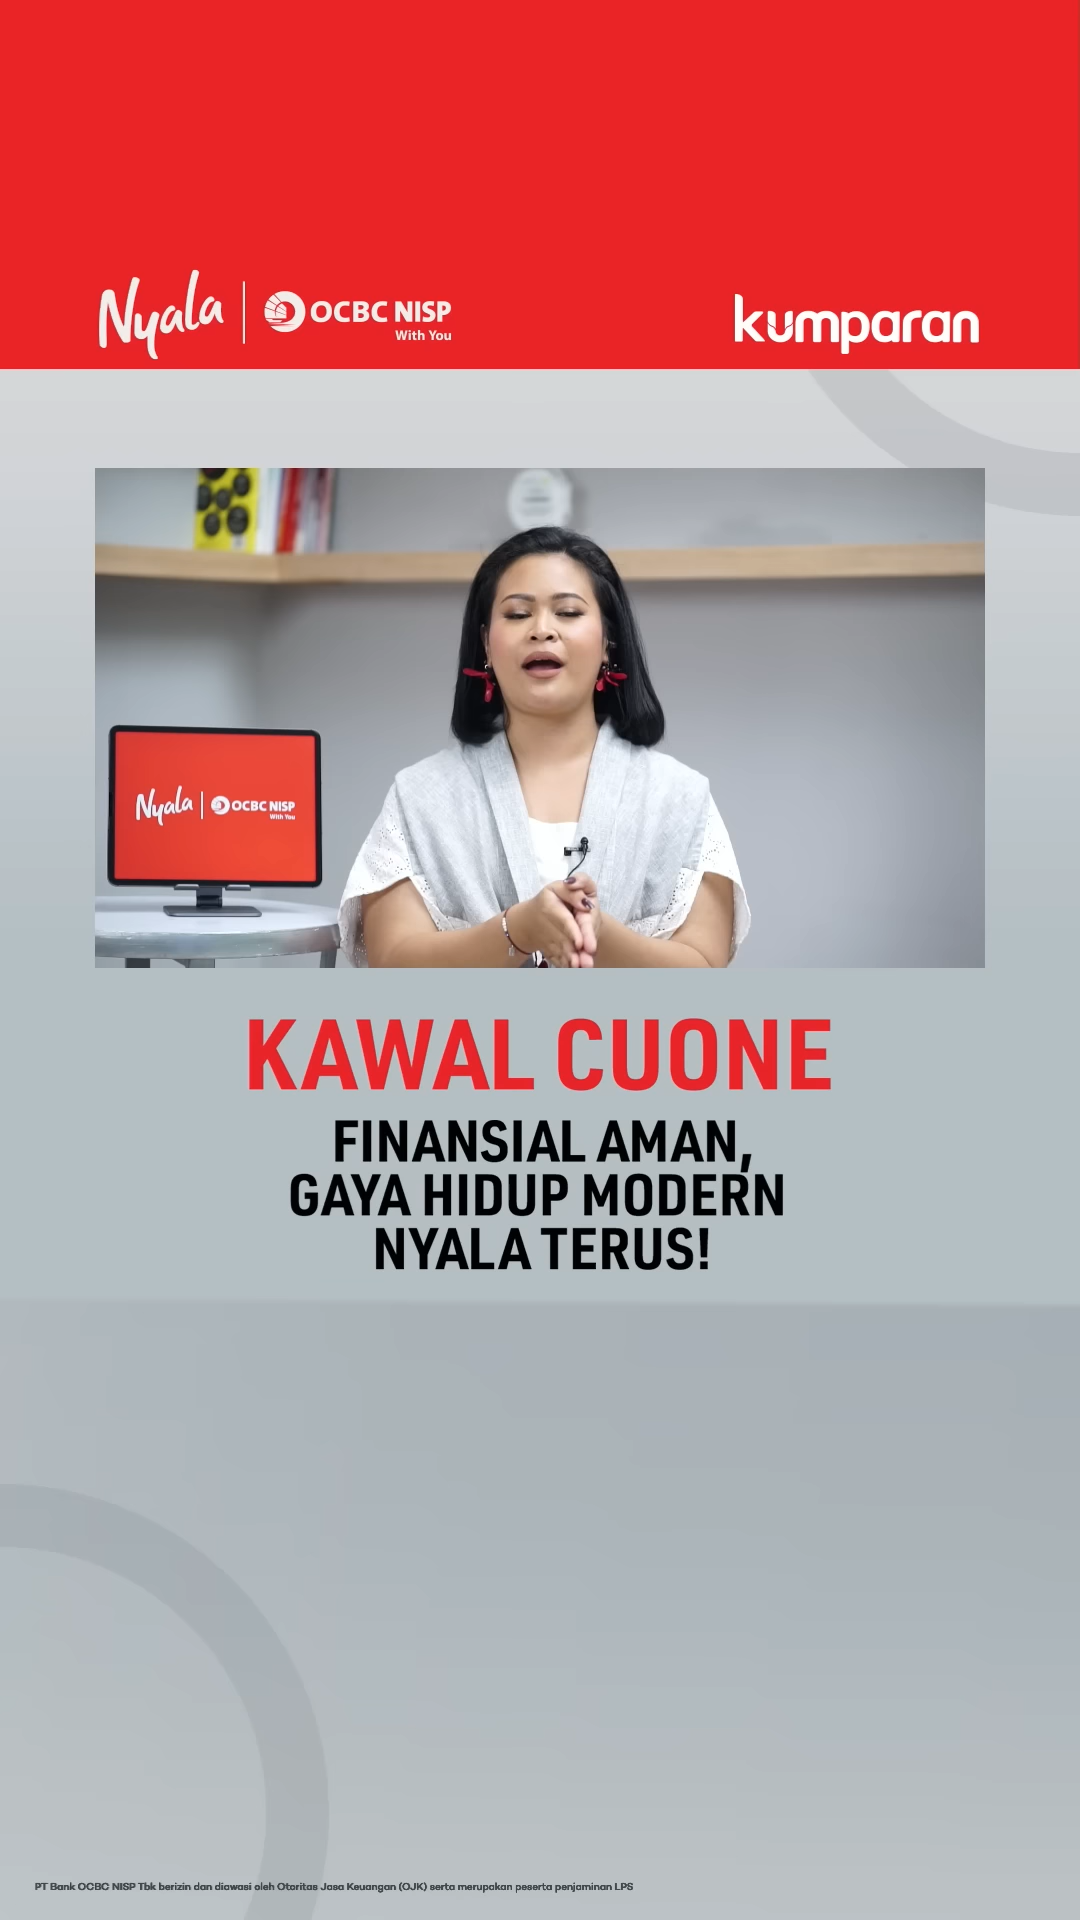 Nyala | OCBC NISP
With You
kumparan
Nyala | OCBC NISP
With You
KAWAL CUONE
FINANSIAL AMAN,
GAYA HIDUP MODERN
NYALA TERUS!
PT Bank OCBC NISP Tbk berizin dan diawasi oleh Otoritas Jasa Keuangan (OJK) serta merupakan peserta penjaminan LPS